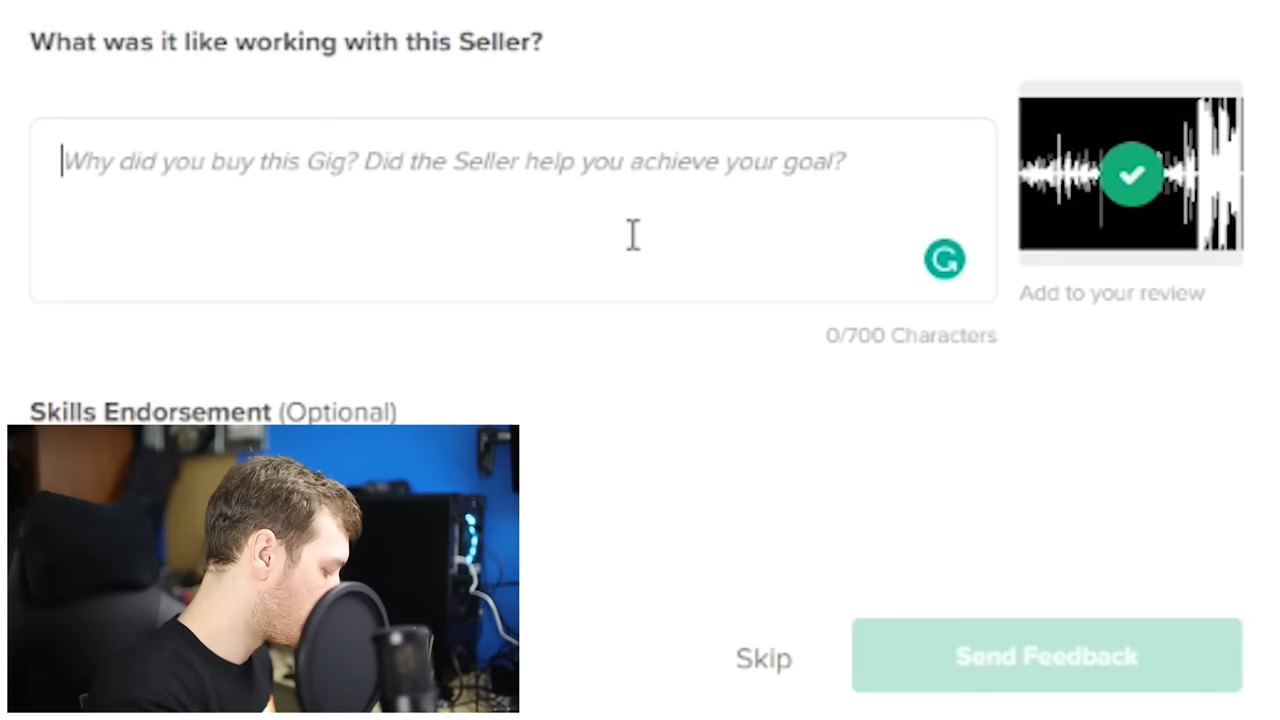 What was it like working with this Seller?
Why did you buy this Gig? Did the Seller help you achieve your goal?
Add to your review
0/700 Characters
Skills Endorsement (Optional)
Skip
Send Feedback